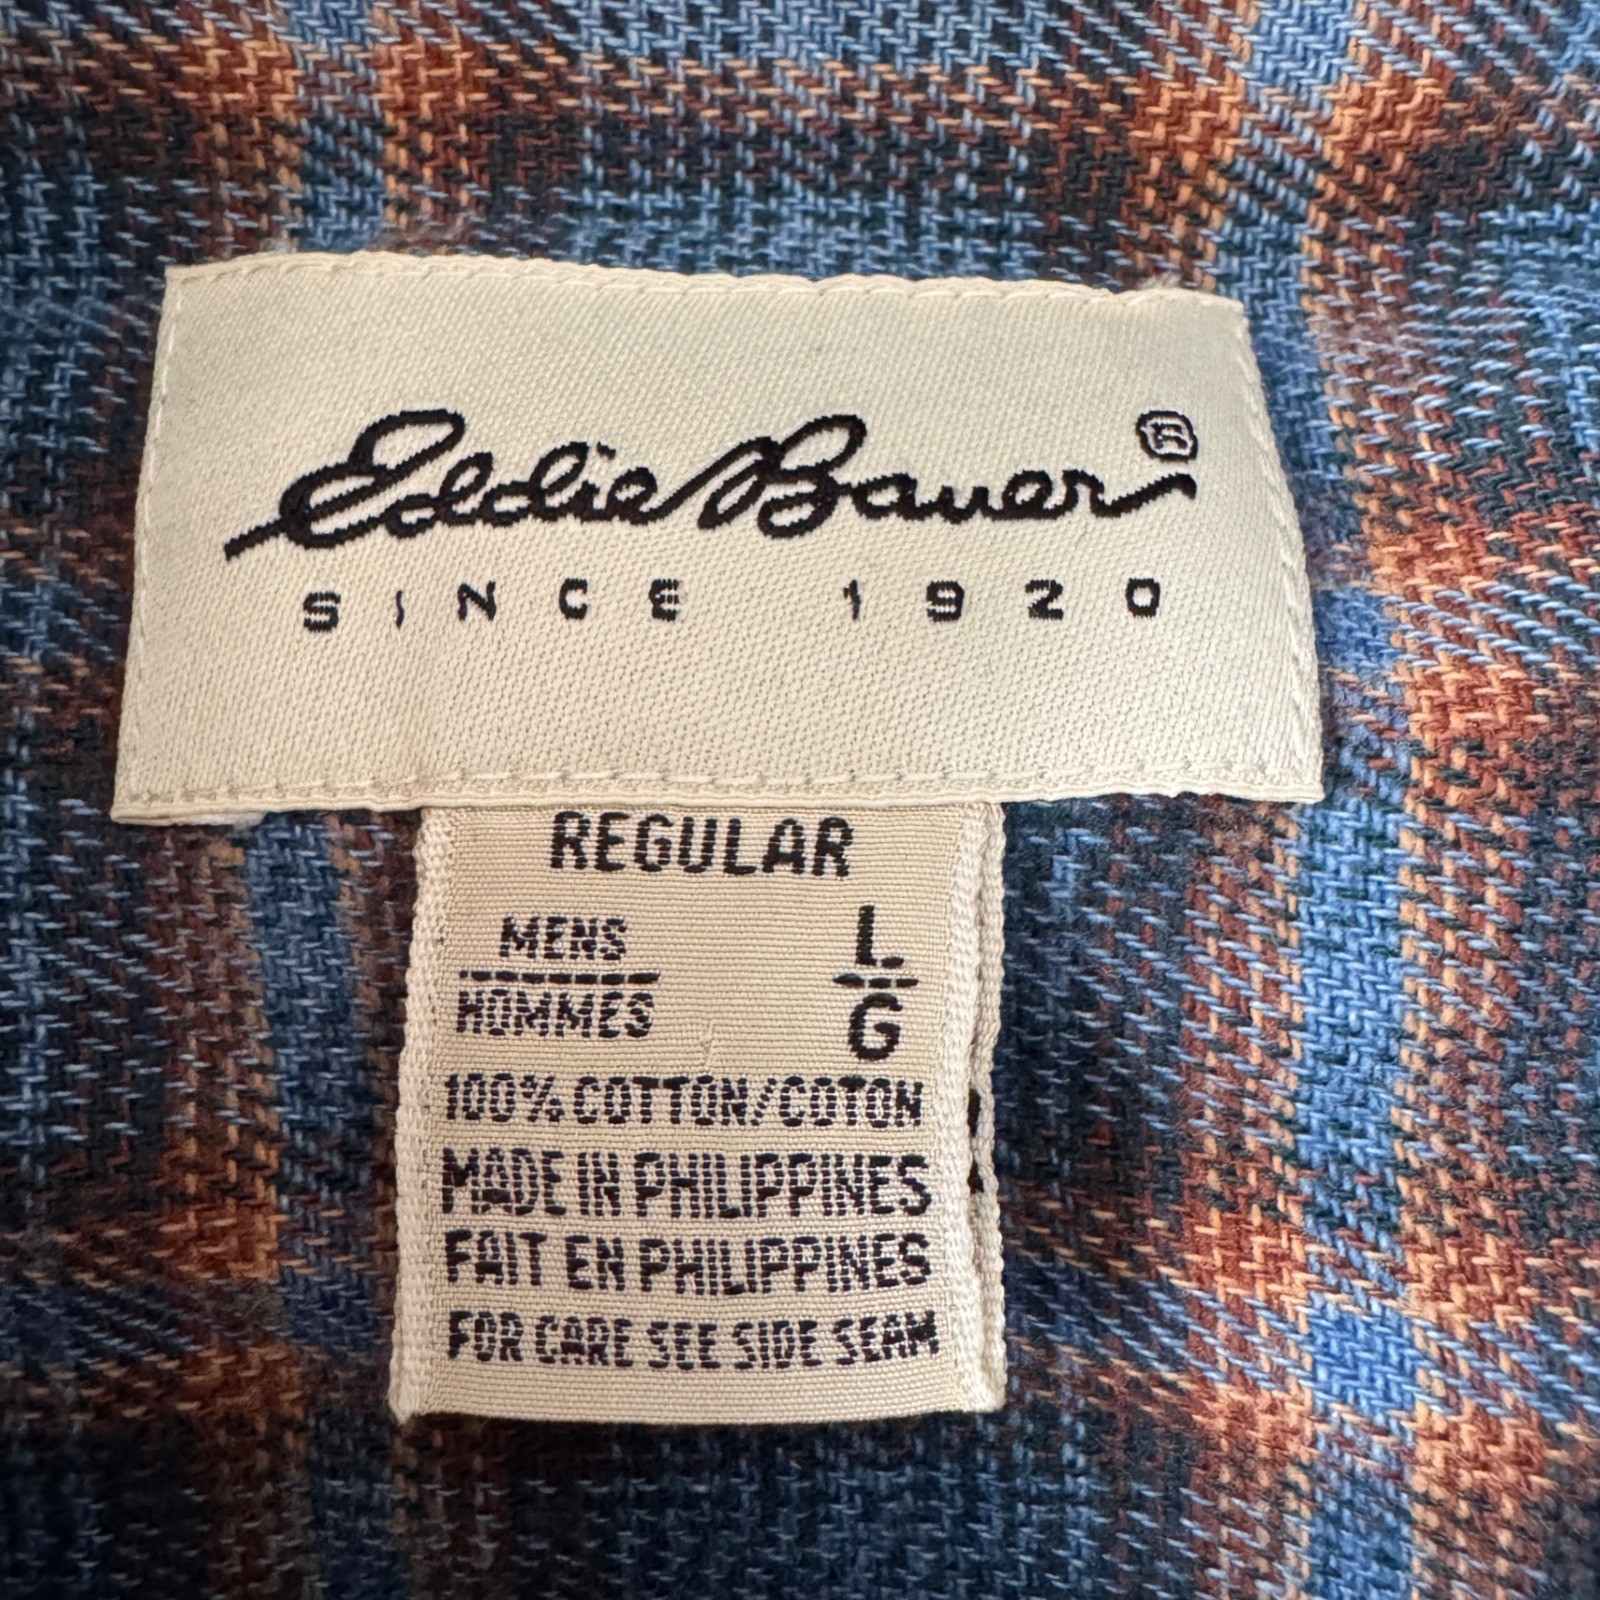 Eddie Bauer®
SINCE 1920
REGULAR
MENS L
HOMMES G
100% COTTON/COTON
MADE IN PHILIPPINES
FAIT EN PHILIPPINES
FOR CARE SEE SIDE SEAM